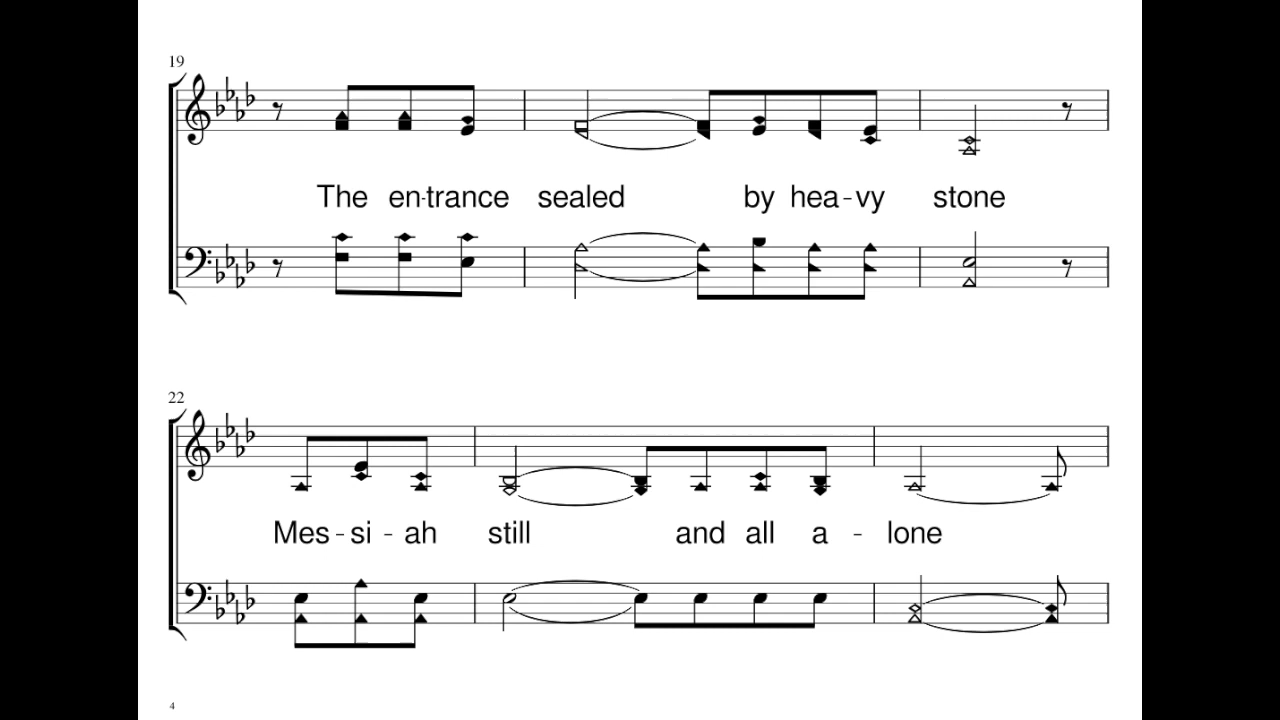 19
The en-trance sealed by hea-vy stone
22
Mes-si-ah still and all a-lone
4